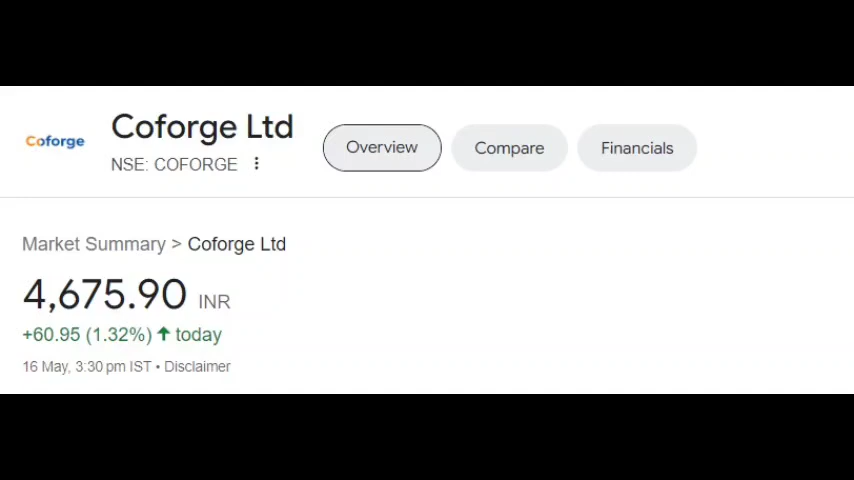 Coforge
Coforge Ltd
NSE: COFORGE
Overview
Compare
Financials
Market Summary > Coforge Ltd
4,675.90 INR
+60.95 (1.32%) ↑ today
16 May, 3:30 pm IST • Disclaimer